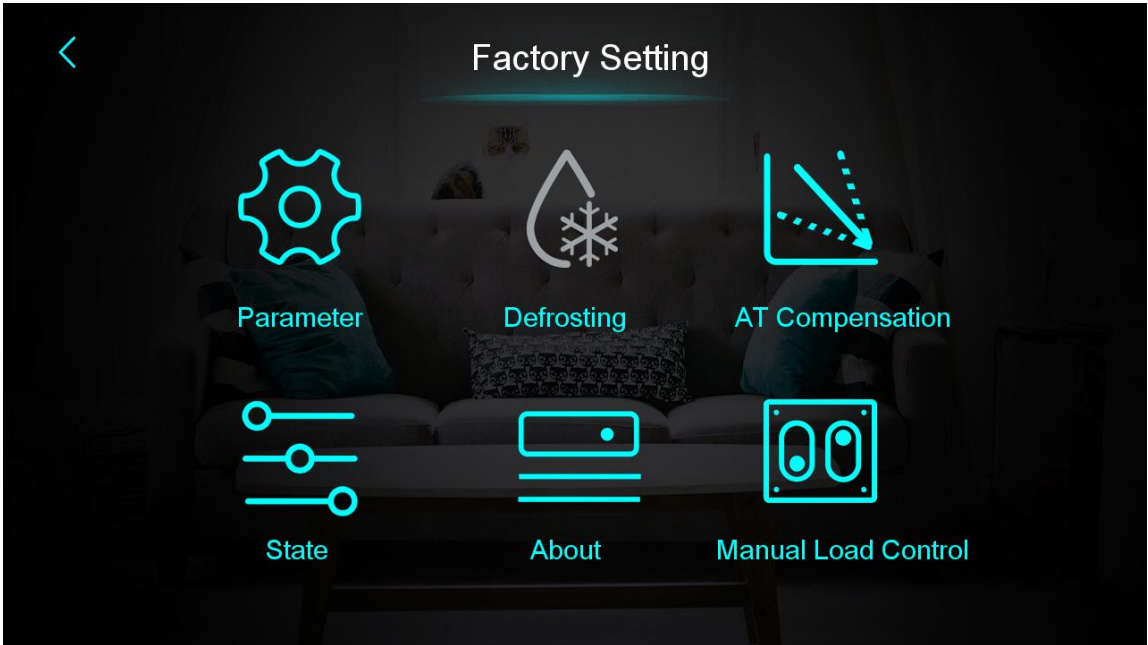 Factory Setting
Parameter
Defrosting
AT Compensation
State
About
Manual Load Control